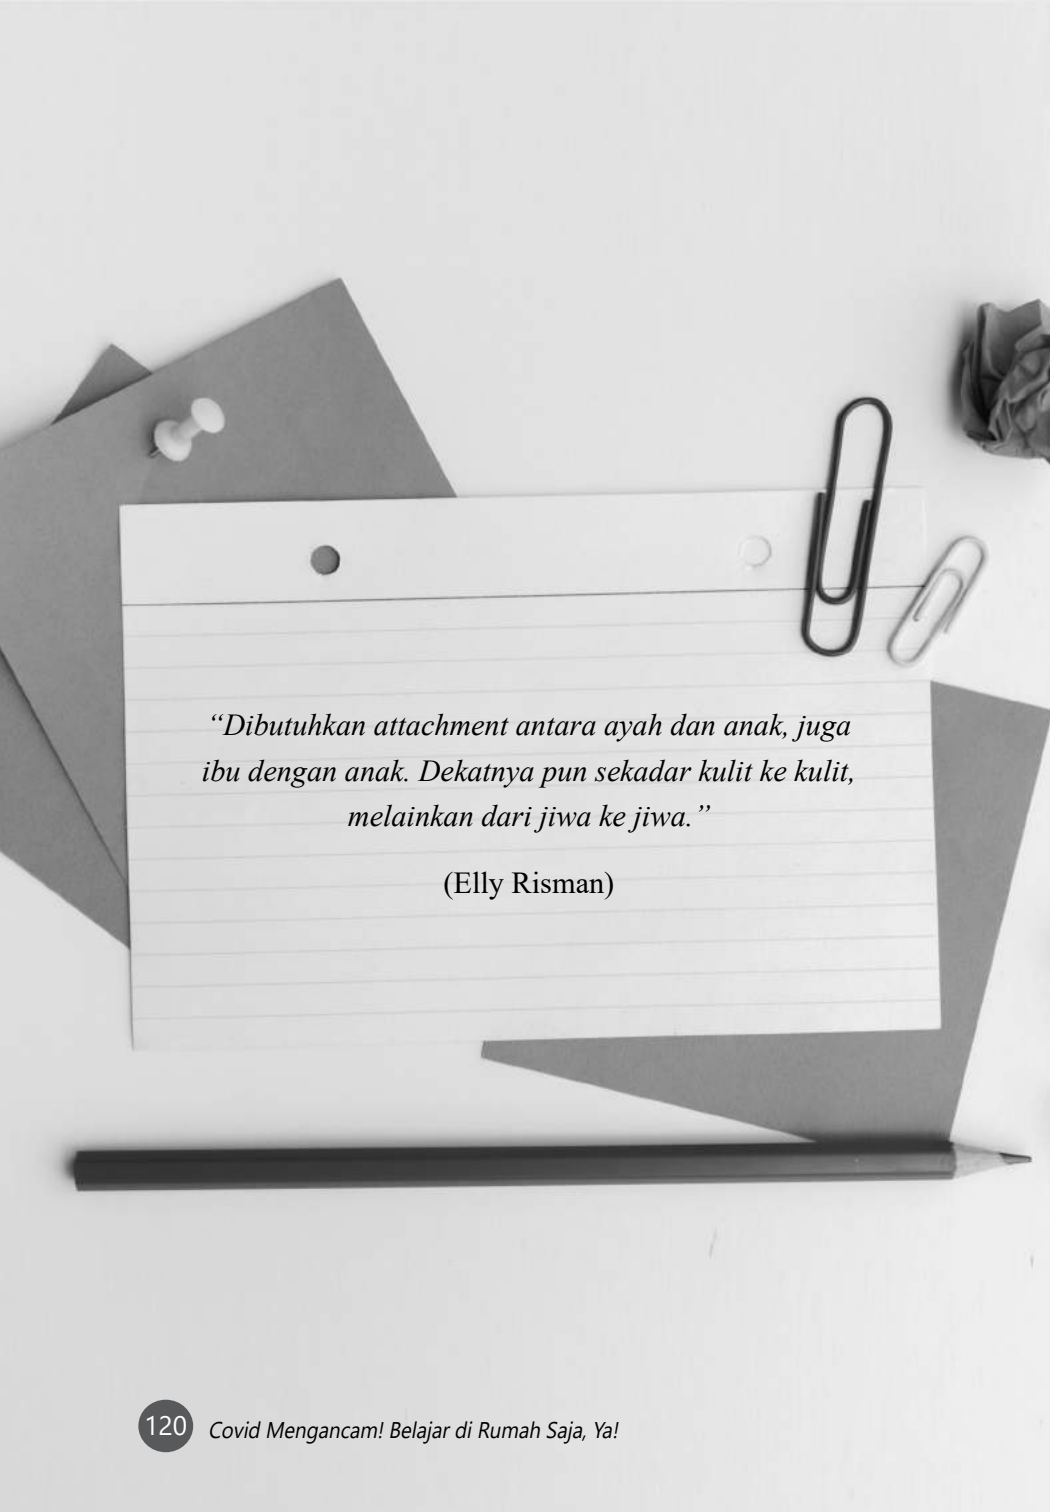 “Dibutuhkan attachment antara ayah dan anak, juga
ibu dengan anak. Dekatnya pun sekadar kulit ke kulit,
melainkan dari jiwa ke jiwa.”
(Elly Risman)
120 Covid Mengancam! Belajar di Rumah Saja, Ya!